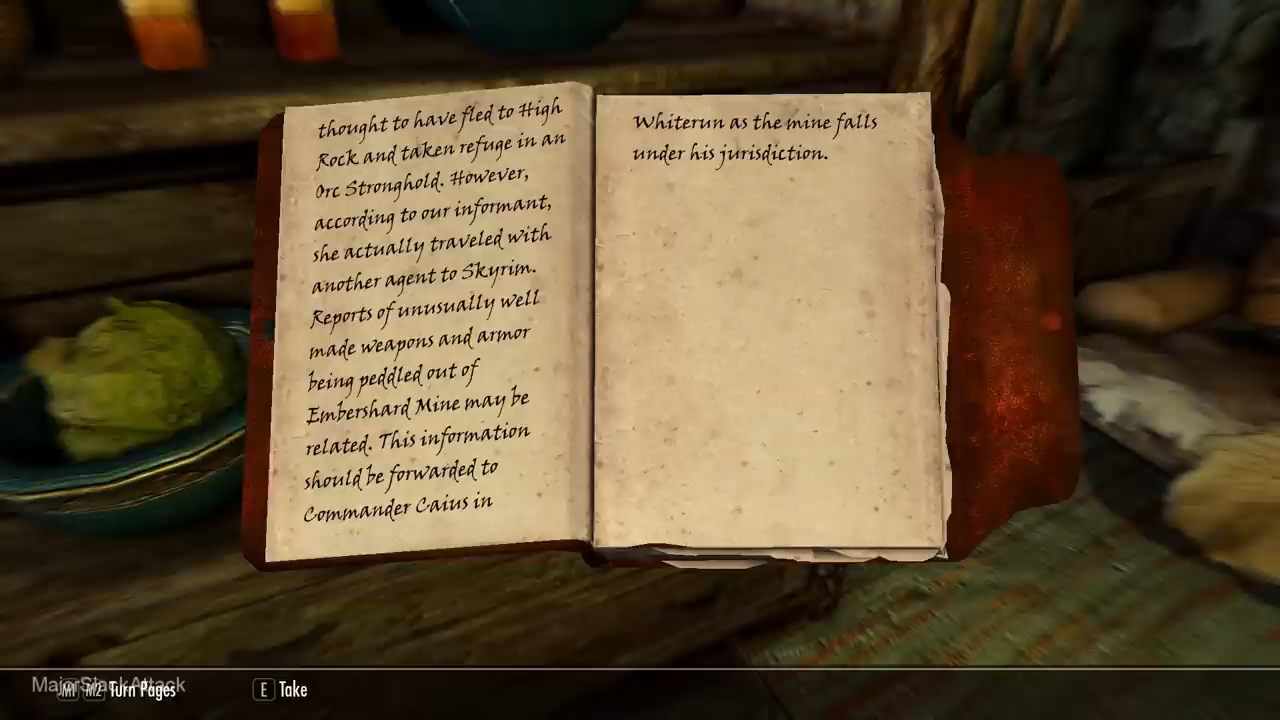 thought to have fled to High
Rock and taken refuge in an
Orc Stronghold. However,
according to our informant,
she actually traveled with
another agent to Skyrim.
Reports of unusually well
made weapons and armor
being peddled out of
Embershard Mine may be
related. This information
should be forwarded to
Commander Caius in
Whiterun as the mine falls
under his jurisdiction.
MajorSlackAttack
M1 M2 Turn Pages
E Take